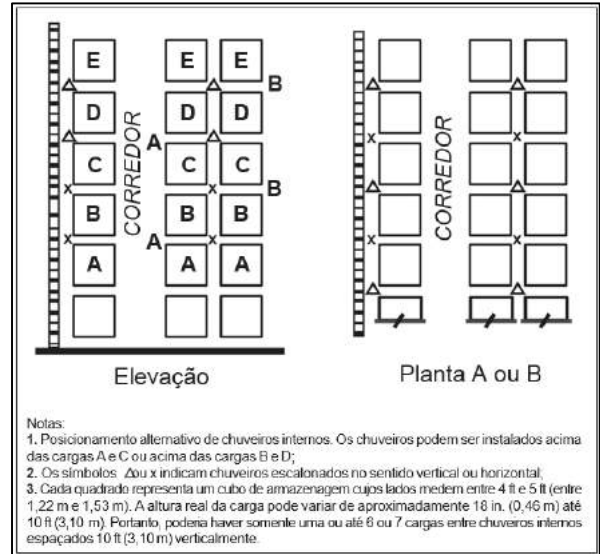 E E E
B
D D D
A
C C C
B
B B B
A
A A A
CORREDOR
CORREDOR
Elevação
Planta A ou B
Notas:
1. Posicionamento alternativo de chuveiros internos. Os chuveiros podem ser instalados acima
das cargas A e C ou acima das cargas B e D;
2. Os símbolos Δou x indicam chuveiros escalonados no sentido vertical ou horizontal;
3. Cada quadrado representa um cubo de armazenagem cujos lados medem entre 4 ft e 5 ft (entre
1,22 m e 1,53 m). A altura real da carga pode variar de aproximadamente 18 in. (0,46 m) até
10 ft (3,10 m). Portanto, poderia haver somente uma ou até 6 ou 7 cargas entre chuveiros internos
espaçados 10 ft (3,10 m) verticalmente.